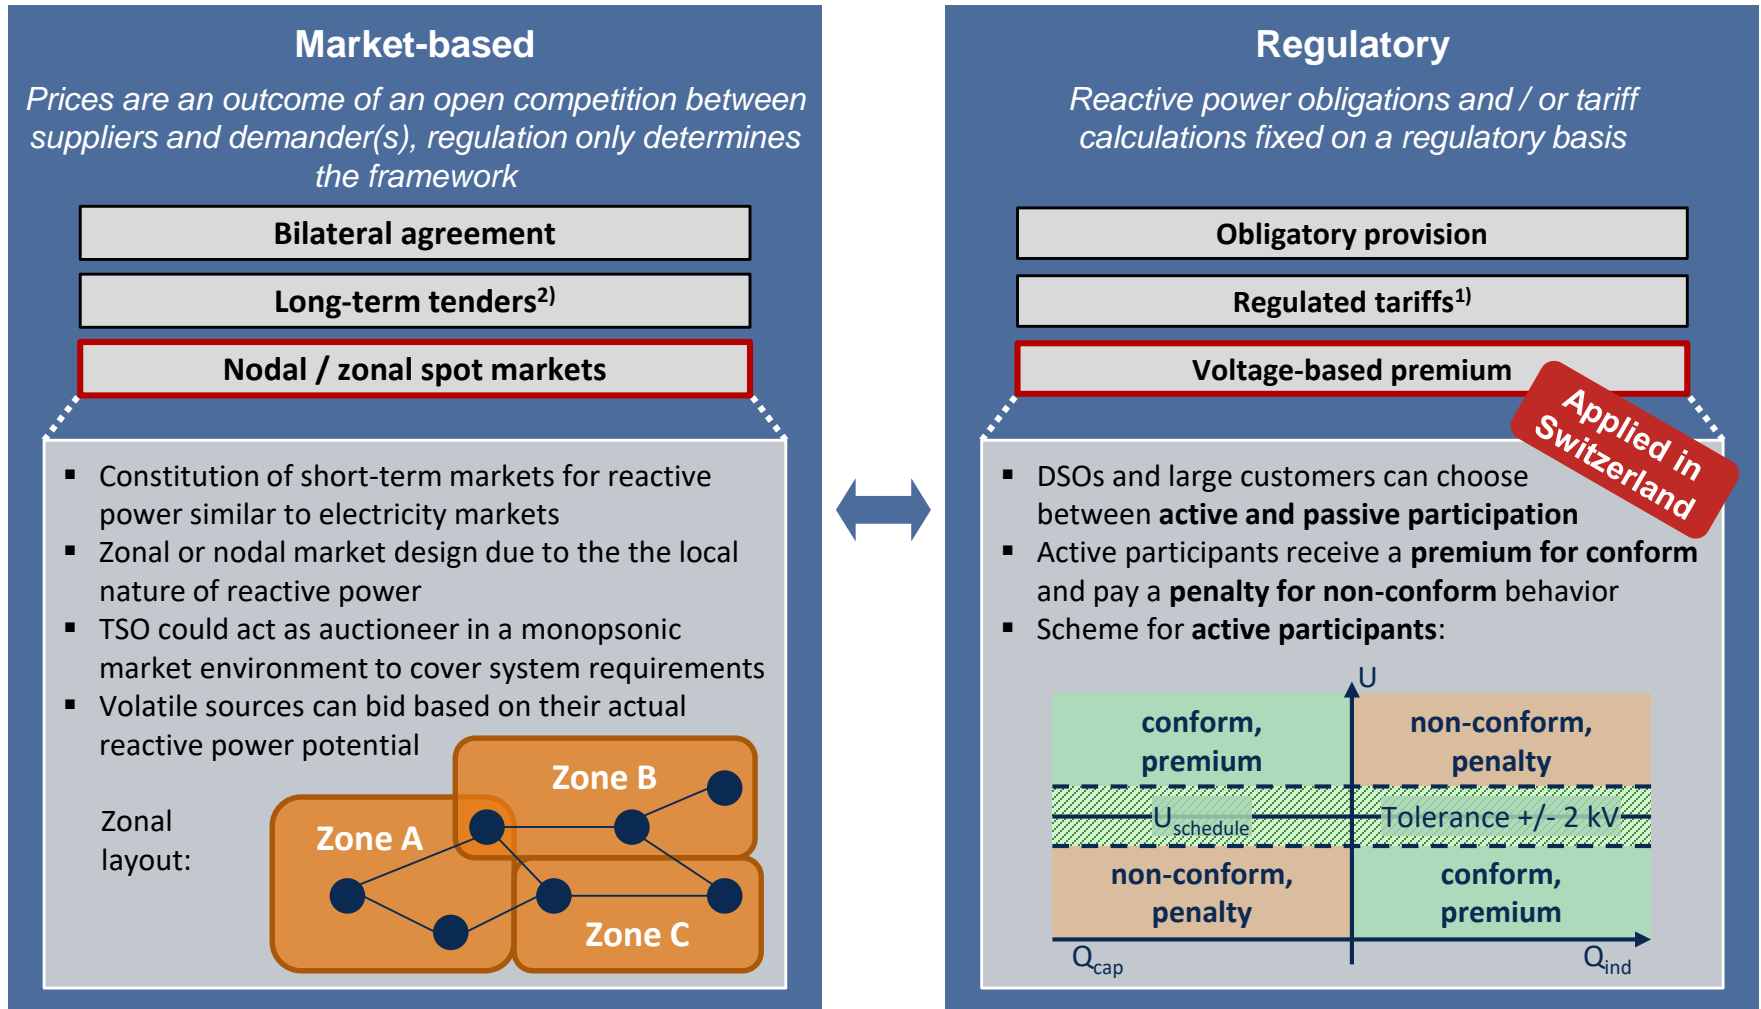 Market-based
Prices are an outcome of an open competition between
suppliers and demander(s), regulation only determines
the framework
Bilateral agreement
Long-term tenders2)
Nodal / zonal spot markets
▪ Constitution of short-term markets for reactive
power similar to electricity markets
▪ Zonal or nodal market design due to the the local
nature of reactive power
▪ TSO could act as auctioneer in a monopsonic
market environment to cover system requirements
▪ Volatile sources can bid based on their actual
reactive power potential
Zonal
layout:
Zone A
Zone B
Zone C
Regulatory
Reactive power obligations and / or tariff
calculations fixed on a regulatory basis
Obligatory provision
Regulated tariffs1)
Voltage-based premium
Applied in
Switzerland
▪ DSOs and large customers can choose
between active and passive participation
▪ Active participants receive a premium for conform
and pay a penalty for non-conform behavior
▪ Scheme for active participants:
U
conform,
premium
non-conform,
penalty
Uschedule
Tolerance +/- 2 kV
non-conform,
penalty
conform,
premium
Qcap
Qind